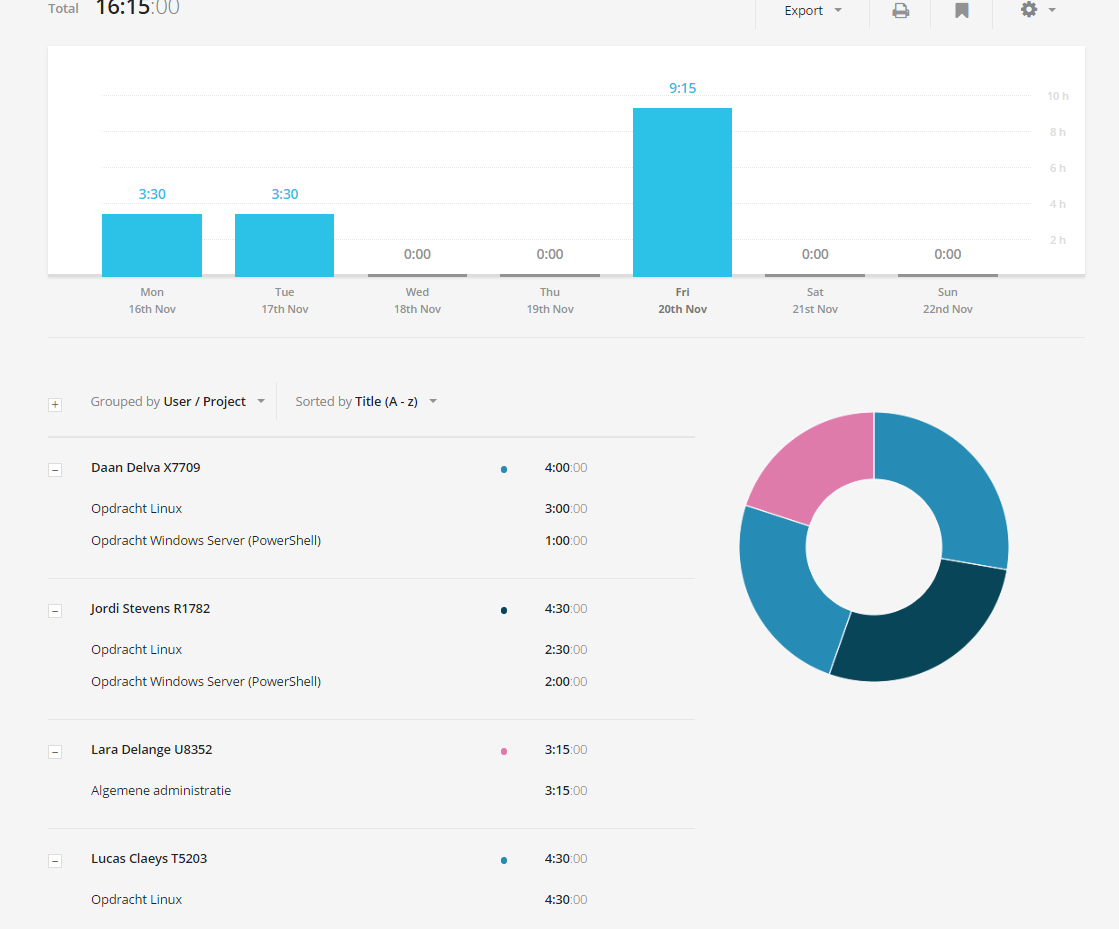 Total 16:15:00 Export
9:15
10 h
8 h
6 h
3:30 3:30
4 h
0:00 0:00 0:00 0:00
2 h
Mon Tue Wed Thu Fri Sat Sun
16th Nov 17th Nov 18th Nov 19th Nov 20th Nov 21st Nov 22nd Nov
Grouped by User / Project Sorted by Title (A - z)
Daan Delva X7709 4:00:00
Opdracht Linux 3:00:00
Opdracht Windows Server (PowerShell) 1:00:00
Jordi Stevens R1782 4:30:00
Opdracht Linux 2:30:00
Opdracht Windows Server (PowerShell) 2:00:00
Lara Delange U8352 3:15:00
Algemene administratie 3:15:00
Lucas Claeys T5203 4:30:00
Opdracht Linux 4:30:00